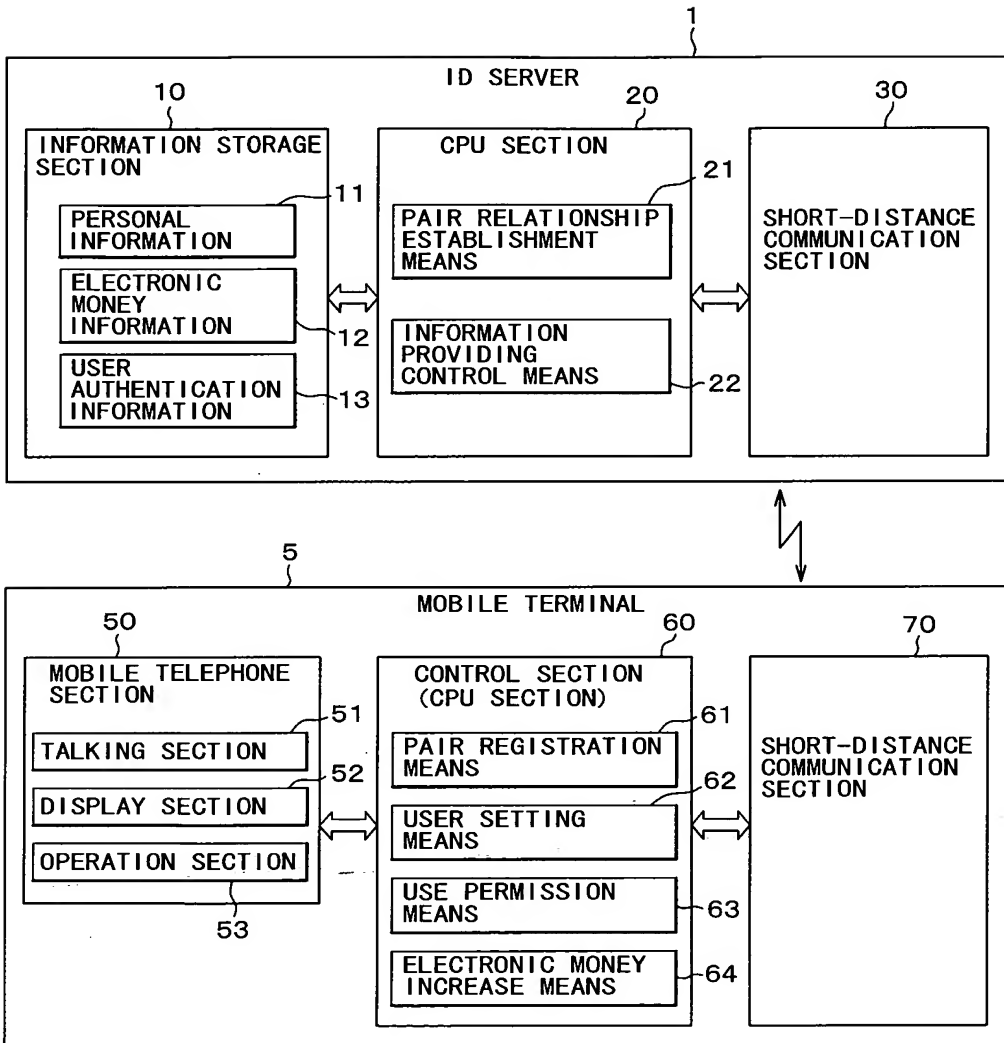 1
ID SERVER
10
20
30
INFORMATION STORAGE
SECTION
11
PERSONAL
INFORMATION
ELECTRONIC
MONEY
INFORMATION
12
USER
AUTHENTICATION
INFORMATION
13
CPU SECTION
21
PAIR RELATIONSHIP
ESTABLISHMENT
MEANS
INFORMATION
PROVIDING
CONTROL MEANS
22
SHORT-DISTANCE
COMMUNICATION
SECTION
5
MOBILE TERMINAL
50
60
70
MOBILE TELEPHONE
SECTION
51
TALKING SECTION
52
DISPLAY SECTION
OPERATION SECTION
53
CONTROL SECTION
(CPU SECTION)
61
PAIR REGISTRATION
MEANS
62
USER SETTING
MEANS
USE PERMISSION
MEANS
63
ELECTRONIC MONEY
INCREASE MEANS
64
SHORT-DISTANCE
COMMUNICATION
SECTION